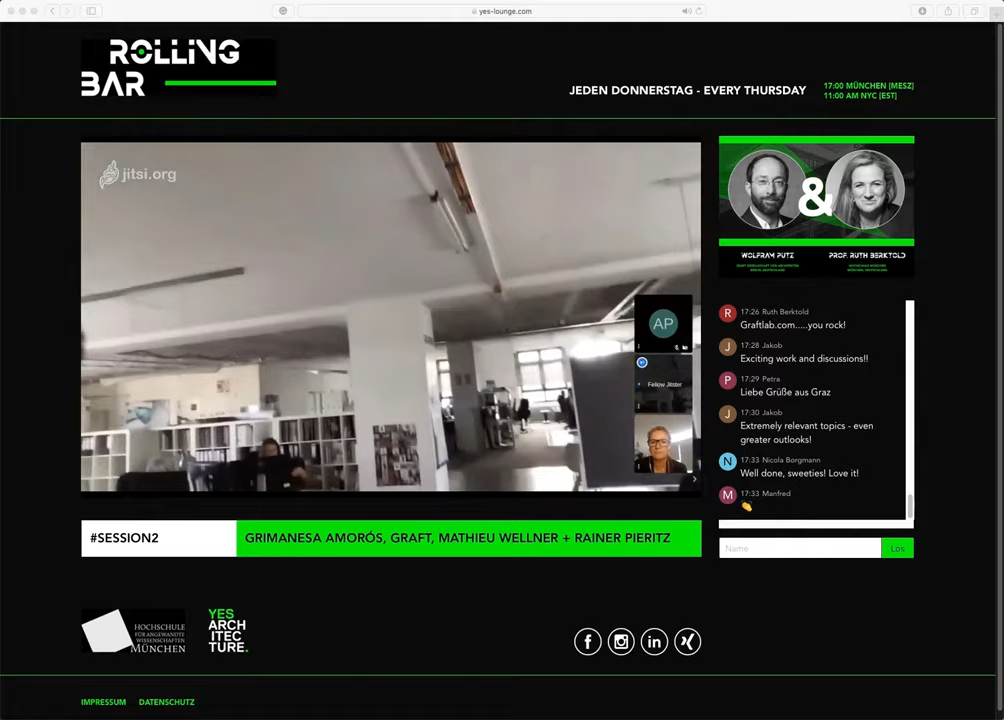 yes-lounge.com
ROLLING
BAR
JEDEN DONNERSTAG - EVERY THURSDAY
17:00 MÜNCHEN [MESZ]
11:00 AM NYC [EST]
jitsi.org
AP
Fellow Jitster
&
WOLFRAM PUTZ
PROF. RUTH BERKTOLD
R 17:26 Ruth Berktold
Graftlab.com.....you rock!
J 17:28 Jakob
Exciting work and discussions!!
P 17:29 Petra
Liebe Grüße aus Graz
J 17:30 Jakob
Extremely relevant topics - even
greater outlooks!
N 17:33 Nicola Borgmann
Well done, sweeties! Love it!
M 17:33 Manfred
👏
Name
Los
#SESSION2
GRIMANESA AMORÓS, GRAFT, MATHIEU WELLNER + RAINER PIERITZ
HOCHSCHULE
FÜR ANGEWANDTE
WISSENSCHAFTEN
MÜNCHEN
YES
ARCH
ITEC
TURE.
IMPRESSUM
DATENSCHUTZ